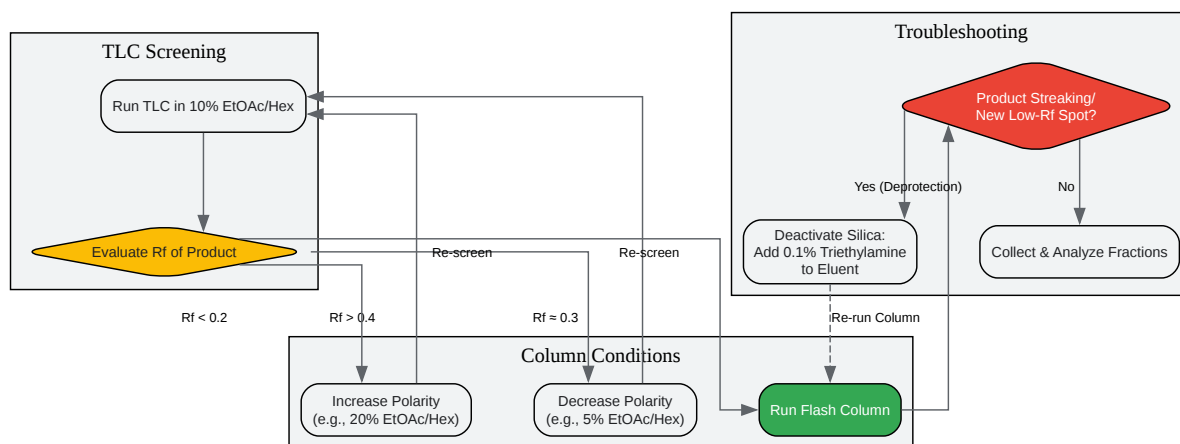 TLC Screening
Run TLC in 10% EtOAc/Hex
Evaluate Rf of Product
Troubleshooting
Product Streaking/
New Low-Rf Spot?
Yes (Deprotection)
No
Deactivate Silica:
Add 0.1% Triethylamine
to Eluent
Collect & Analyze Fractions
Re-screen
Re-screen
Rf < 0.2
Rf > 0.4
Rf ≈ 0.3
Re-run Column
Column Conditions
Increase Polarity
(e.g., 20% EtOAc/Hex)
Decrease Polarity
(e.g., 5% EtOAc/Hex)
Run Flash Column